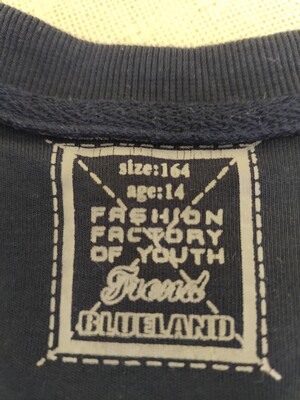 size:164
age:14
FASHION
FACTORY
OF YOUTH
Trend
BLUELAND